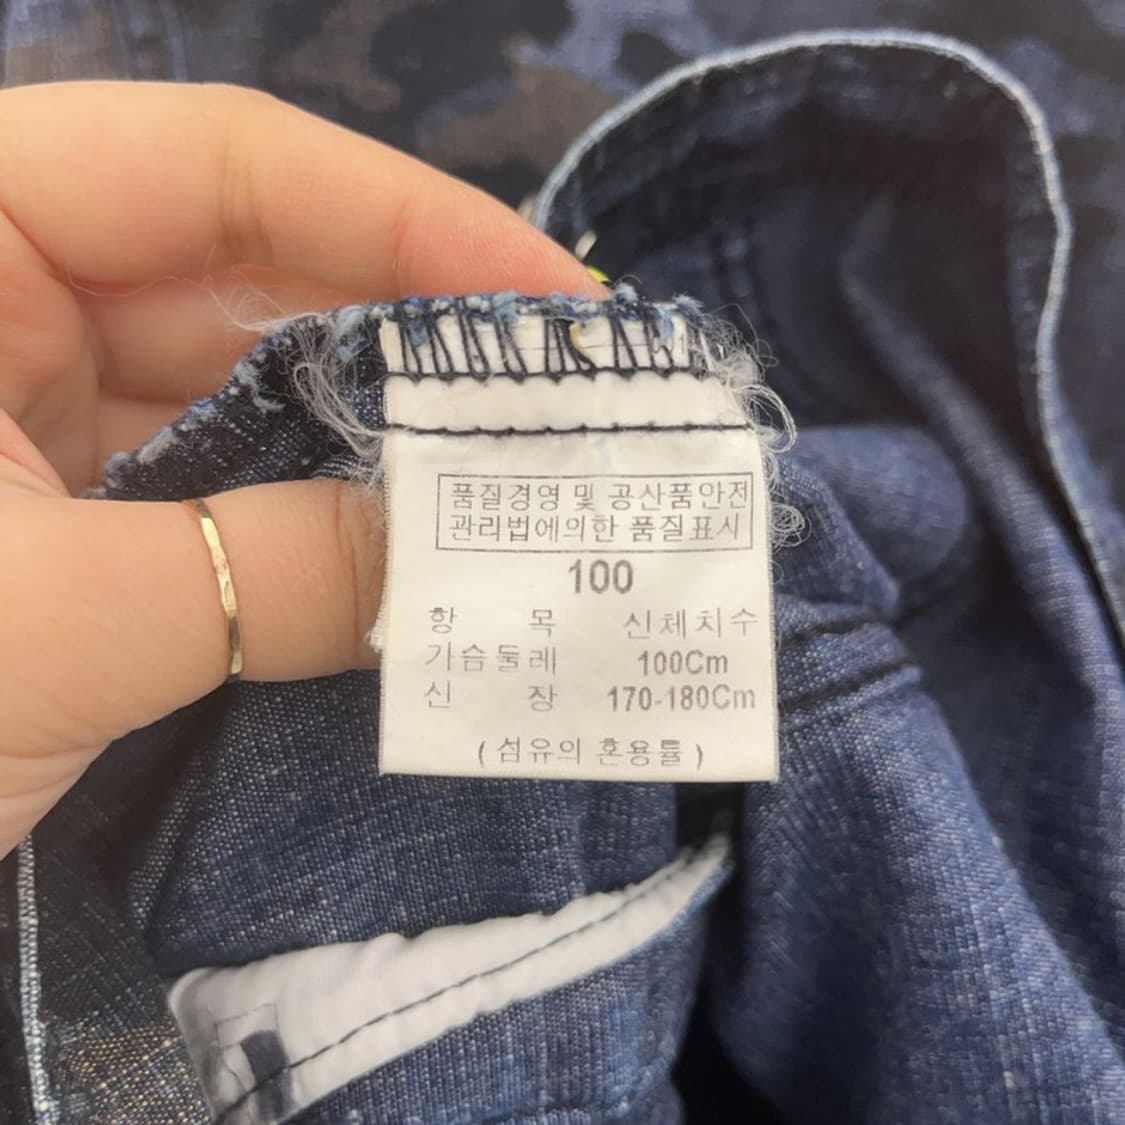 품질경영 및 공산품안전
관리법에의한 품질표시
100
항 목 신체치수
가슴둘레 100Cm
신 장 170-180Cm
( 섬유의 혼용률 )